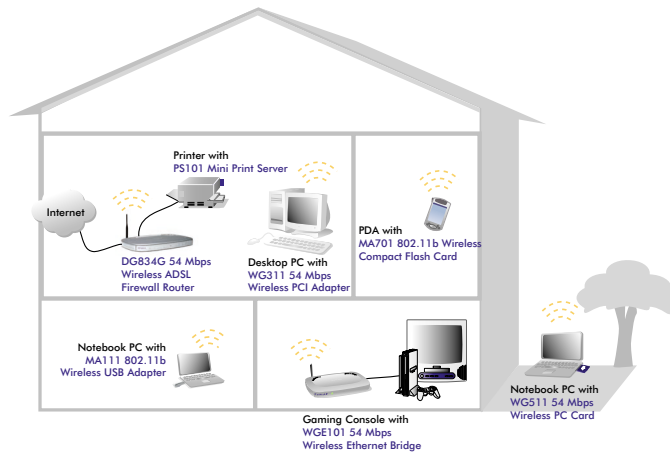 Printer with
PS101 Mini Print Server
Internet
DG834G 54 Mbps
Wireless ADSL
Firewall Router
Desktop PC with
WG311 54 Mbps
Wireless PCI Adapter
PDA with
MA701 802.11b Wireless
Compact Flash Card
Notebook PC with
MA111 802.11b
Wireless USB Adapter
Gaming Console with
WGE101 54 Mbps
Wireless Ethernet Bridge
Notebook PC with
WG511 54 Mbps
Wireless PC Card